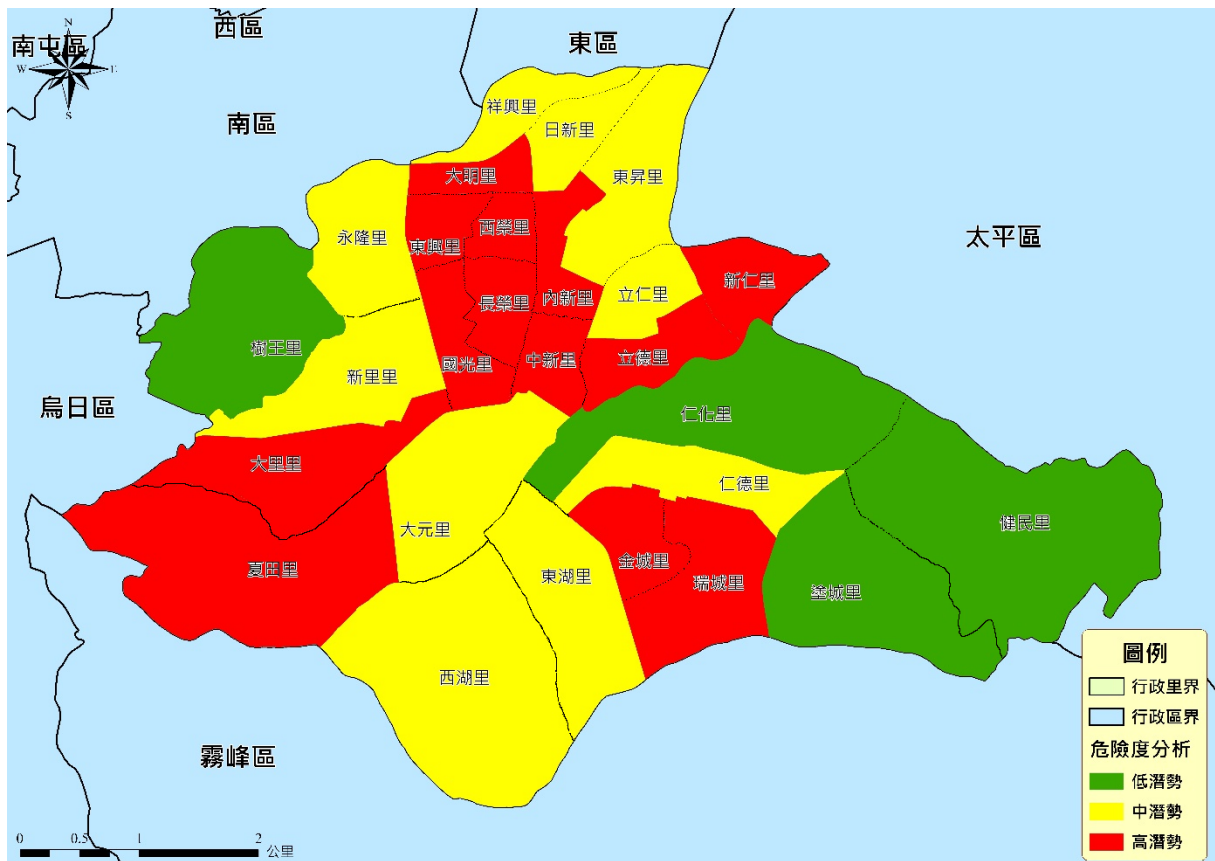 西區
南屯區
東區
N
W
E
S
南區
祥興里
日新里
大明里
東昇里
永隆里
西榮里
東興里
太平區
新仁里
立仁里
內新里
長榮里
樹王里
中新里
立德里
國光里
新里里
烏日區
仁化里
大里里
仁德里
健民里
大元里
金城里
夏田里
東湖里
瑞城里
塗城里
西湖里
霧峰區
圖例
行政里界
行政區界
危險度分析
低潛勢
中潛勢
高潛勢
0 0.5 1 2
公里